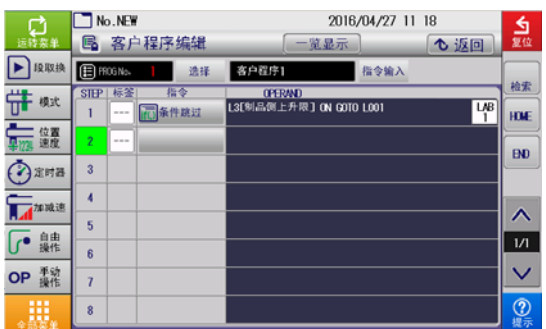 No.NEW 2016/04/27 11 18
客户程序编辑 一览显示 返回
PROG No. 1 选择 客户程序1 指令输入
STEP 标签 指令 OPERAND
1 --- 条件跳过 L3[制品侧上升限] ON GOTO L001 LAB 1
2 ---
3
4
5
6
7
8
运转菜单
段取换
模式
位置
速度
定时器
加减速
自由
操作
OP 手动
操作
全部菜单
复位
检索
HOME
END
1/1
提示